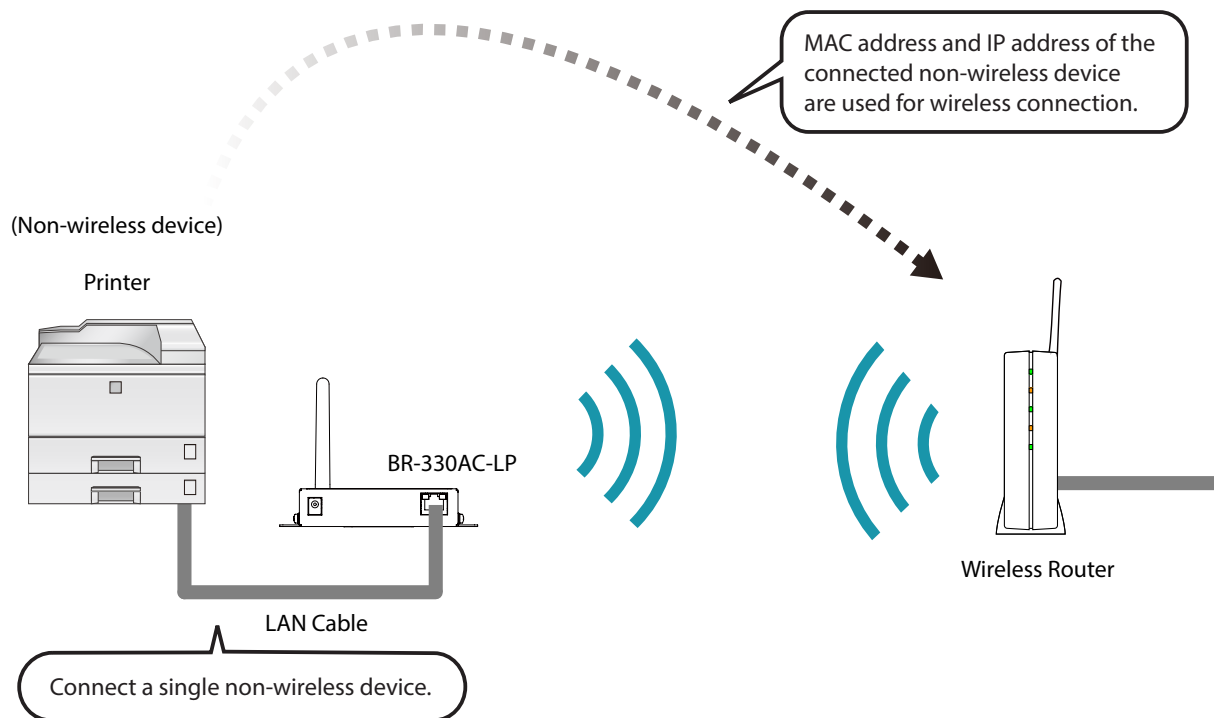 MAC address and IP address of the
connected non-wireless device
are used for wireless connection.
(Non-wireless device)
Printer
BR-330AC-LP
Wireless Router
LAN Cable
Connect a single non-wireless device.